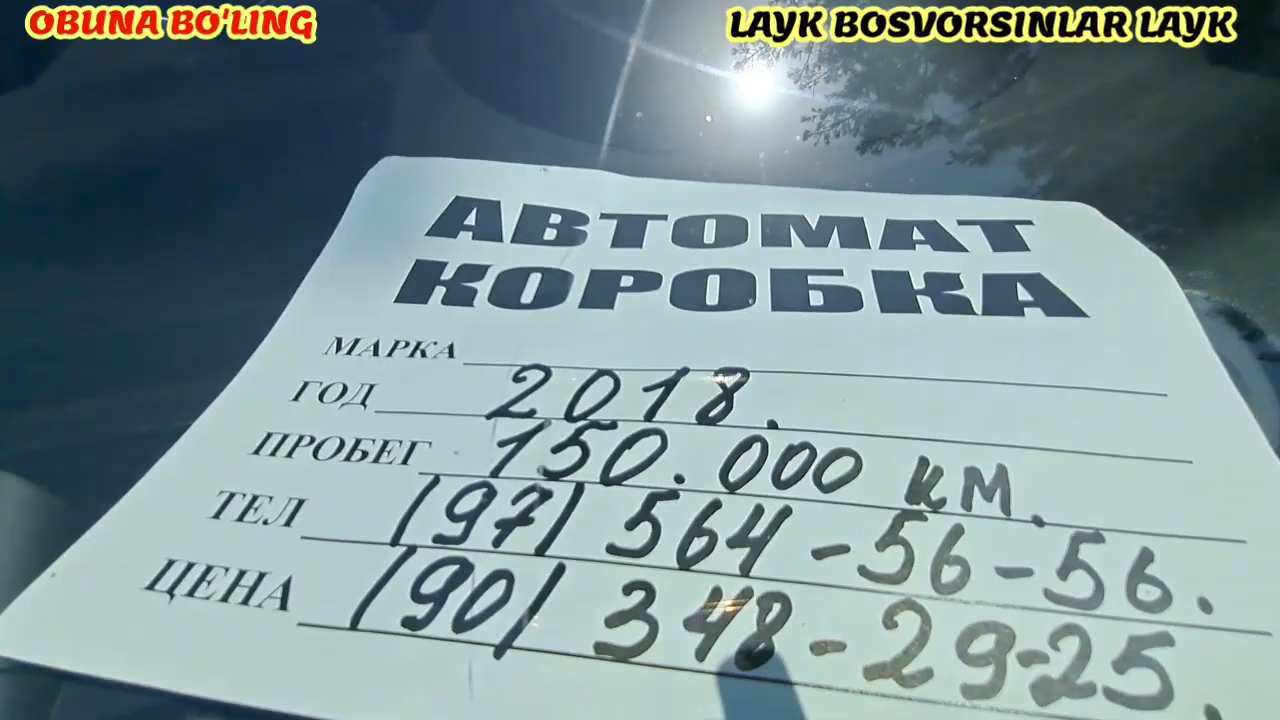 OBUNA BO'LING
LAYK BOSVORSINLAR LAYK
АВТОМАТ
КОРОБКА
МАРКА
ГОД 2018.
ПРОБЕГ 150.000 км.
ТЕЛ (97) 564-56-56.
ЦЕНА (90) 348-29-25.